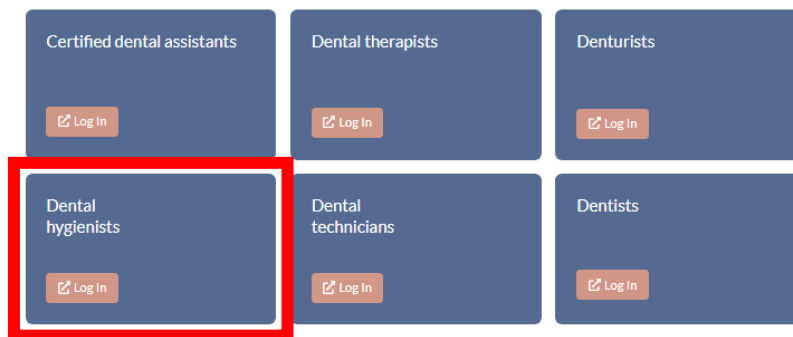 Certified dental assistants
Log In
Dental therapists
Log In
Denturists
Log In
Dental
hygienists
Log In
Dental
technicians
Log In
Dentists
Log In